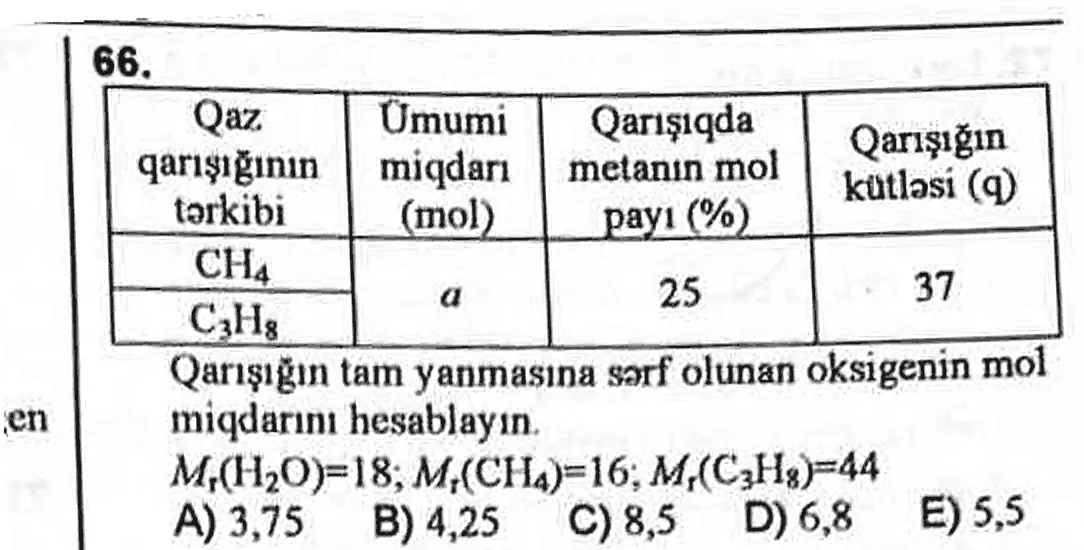 66.
Qaz qarışığının tərkibi | Ümumi miqdarı (mol) | Qarışıqda metanın mol payı (%) | Qarışığın kütləsi (q)
CH₄ | a | 25 | 37
C₃H₈
Qarışığın tam yanmasına sərf olunan oksigenin mol
en miqdarını hesablayın.
Mᵣ(H₂O)=18; Mᵣ(CH₄)=16; Mᵣ(C₃H₈)=44
A) 3,75 B) 4,25 C) 8,5 D) 6,8 E) 5,5